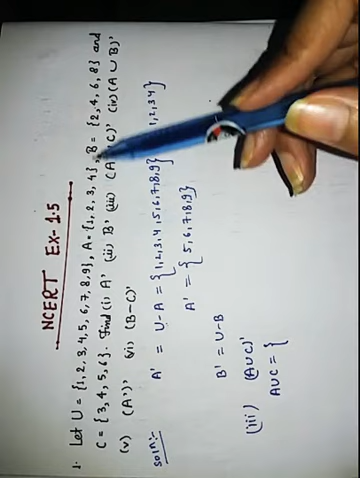 NCERT EX-1.5
1. Let U = {1, 2, 3, 4, 5, 6, 7, 8, 9}, A = {1, 2, 3, 4} B = {2, 4, 6, 8} and
C = {3, 4, 5, 6}. Find (i) A' (ii) B' (iii) (A C)' (iv) (A ∪ B)'
(v) (A')' (vi) (B-C)'
Soln:-
A' = U-A = {1,2,3,4,5,6,7,8,9} 1,2,3 4}
A' = {5,6,7,8,9}
B' = U-B
(iii) (AUC)'
AUC = {